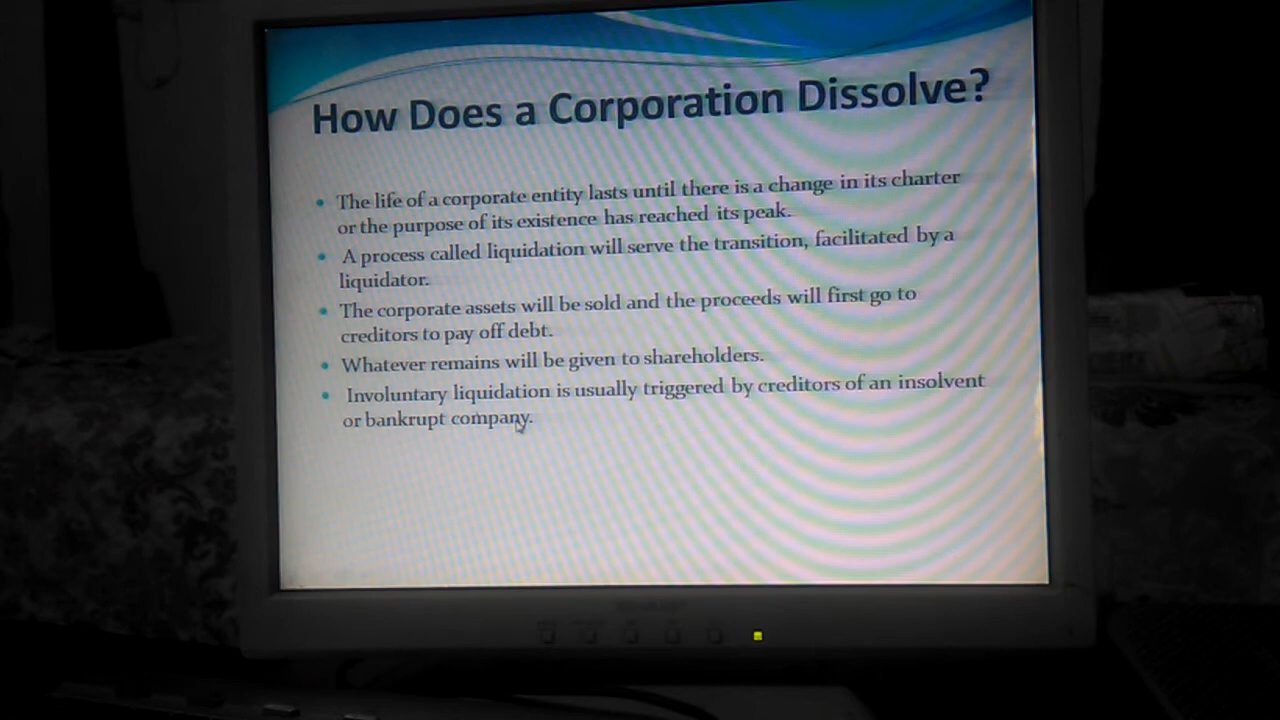 How Does a Corporation Dissolve?
• The life of a corporate entity lasts until there is a change in its charter
or the purpose of its existence has reached its peak.
• A process called liquidation will serve the transition, facilitated by a
liquidator.
• The corporate assets will be sold and the proceeds will first go to
creditors to pay off debt.
• Whatever remains will be given to shareholders.
• Involuntary liquidation is usually triggered by creditors of an insolvent
or bankrupt company.